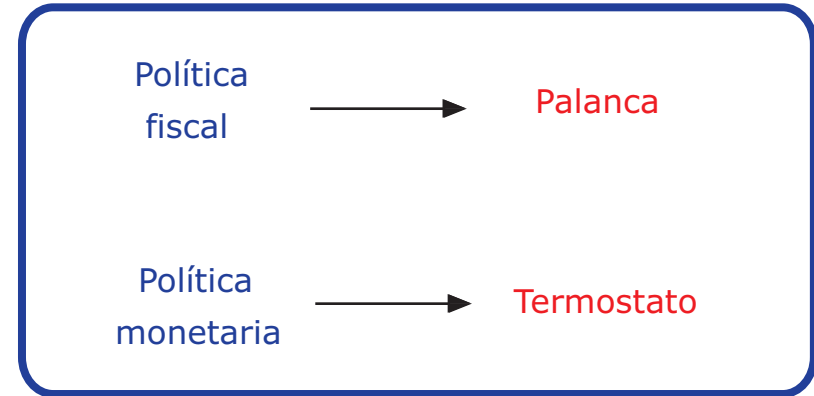 Política
fiscal
Palanca
Política
monetaria
Termostato